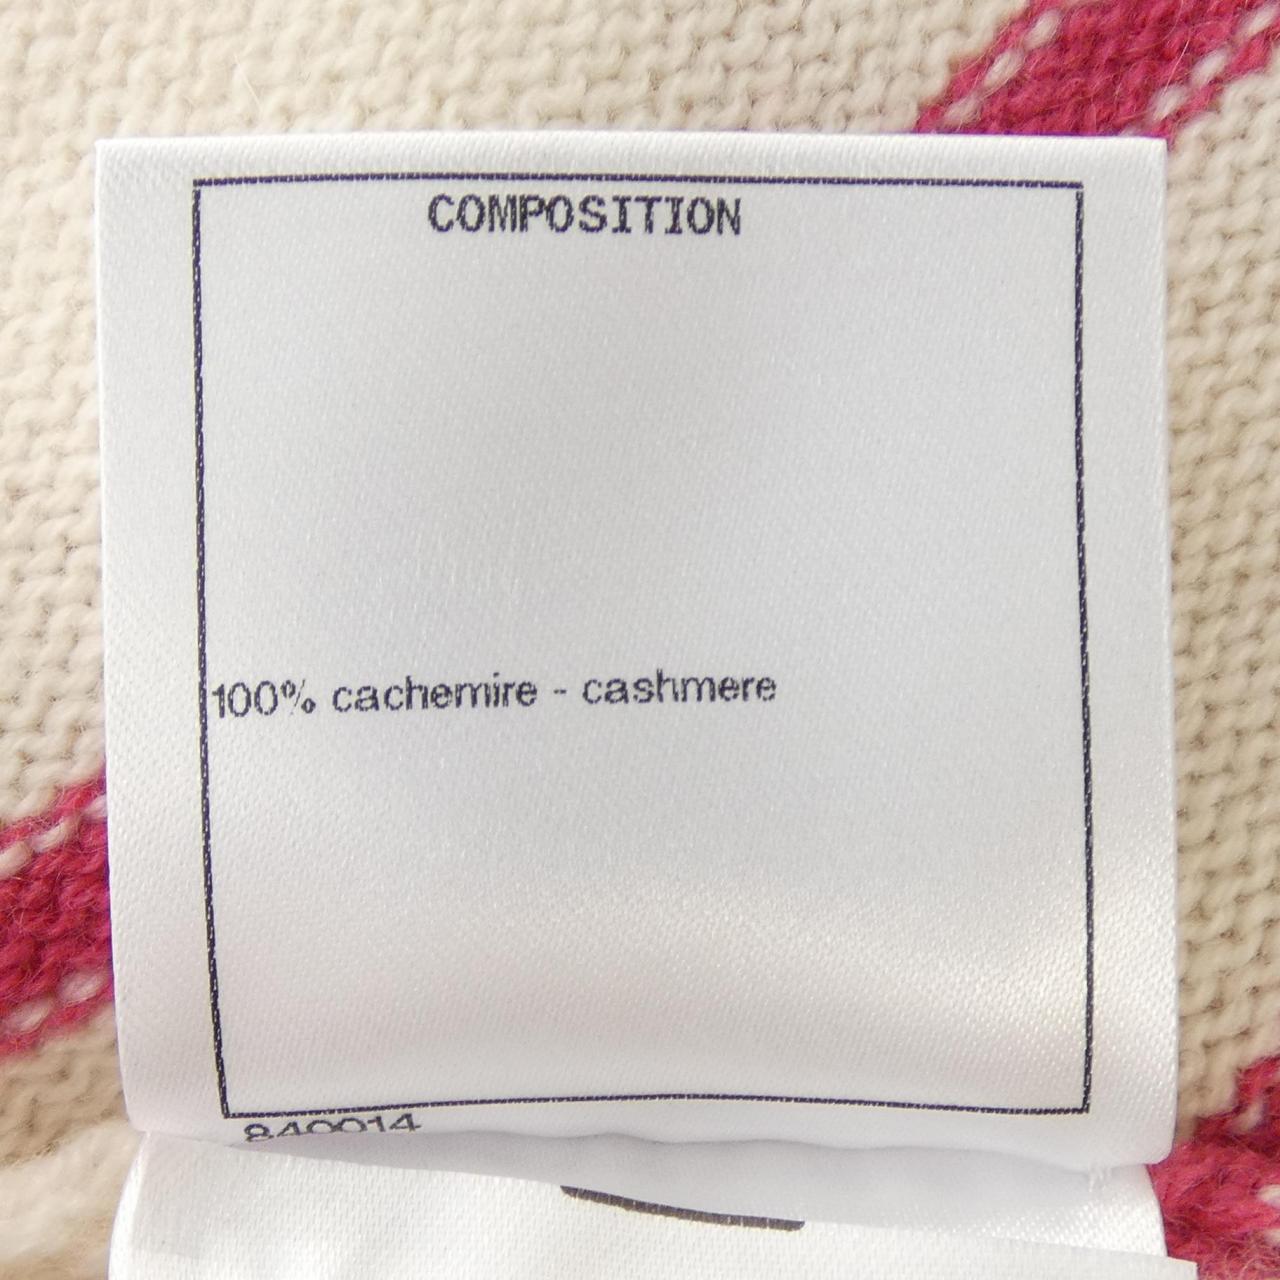 COMPOSITION
100% cachemire - cashmere
840014